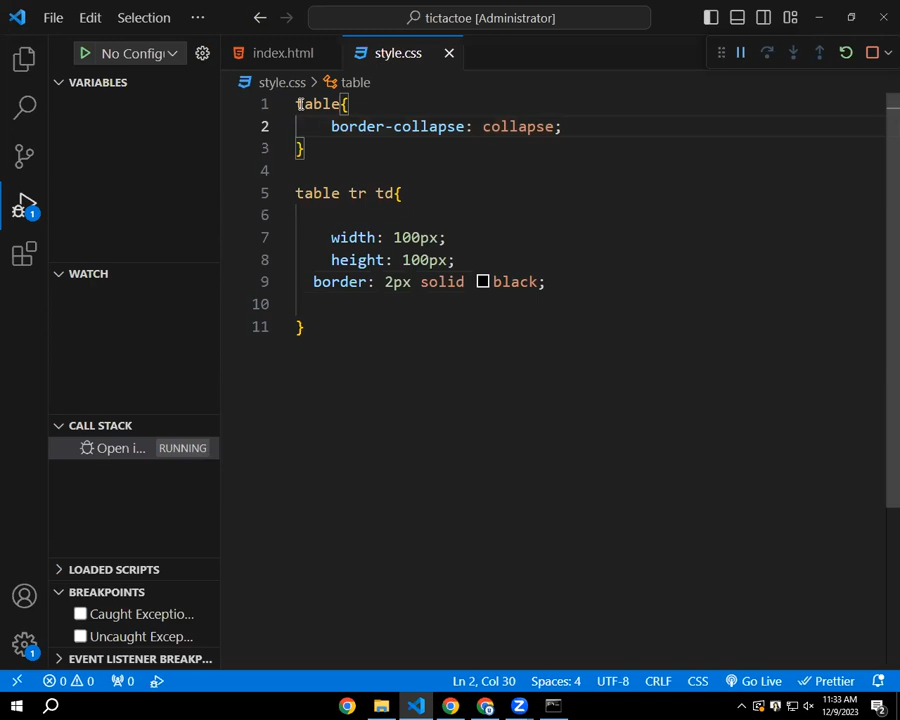 File Edit Selection ··· tictactoe [Administrator]
No Config index.html style.css
style.css > table
VARIABLES
1 table{
2 border-collapse: collapse;
3 }
4
5 table tr td{
6
7 width: 100px;
8 height: 100px;
9 border: 2px solid black;
10
11 }
1
WATCH
CALL STACK
Open i... RUNNING
LOADED SCRIPTS
BREAKPOINTS
Caught Exceptio...
Uncaught Excep...
EVENT LISTENER BREAKP...
1
0 0 0 Ln 2, Col 30 Spaces: 4 UTF-8 CRLF CSS Go Live Prettier
11:33 AM
12/9/2023
2